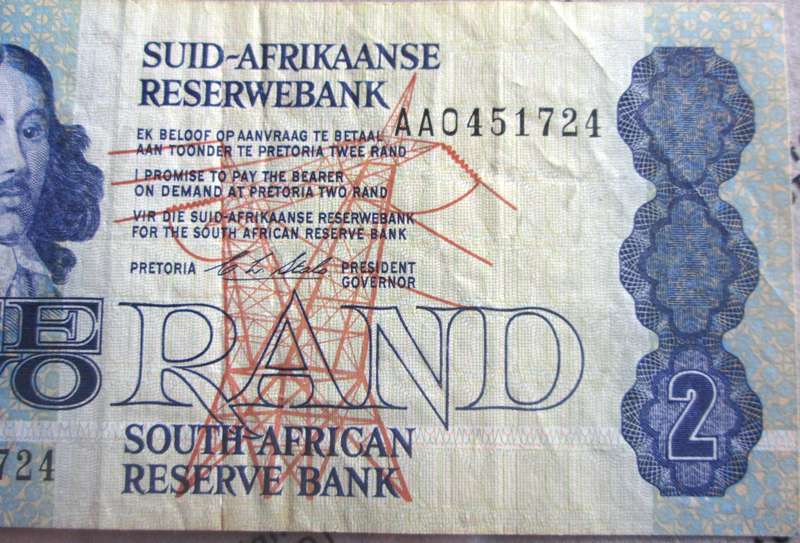 SUID-AFRIKAANSE
RESERWEBANK
AA0451724
EK BELOOF OP AANVRAAG TE BETAAL
AAN TOONDER TE PRETORIA TWEE RAND
I PROMISE TO PAY THE BEARER
ON DEMAND AT PRETORIA TWO RAND
VIR DIE SUID-AFRIKAANSE RESERWEBANK
FOR THE SOUTH AFRICAN RESERVE BANK
PRETORIA PRESIDENT
GOVERNOR
E
WO RAND
2
SOUTH-AFRICAN
RESERVE BANK
724